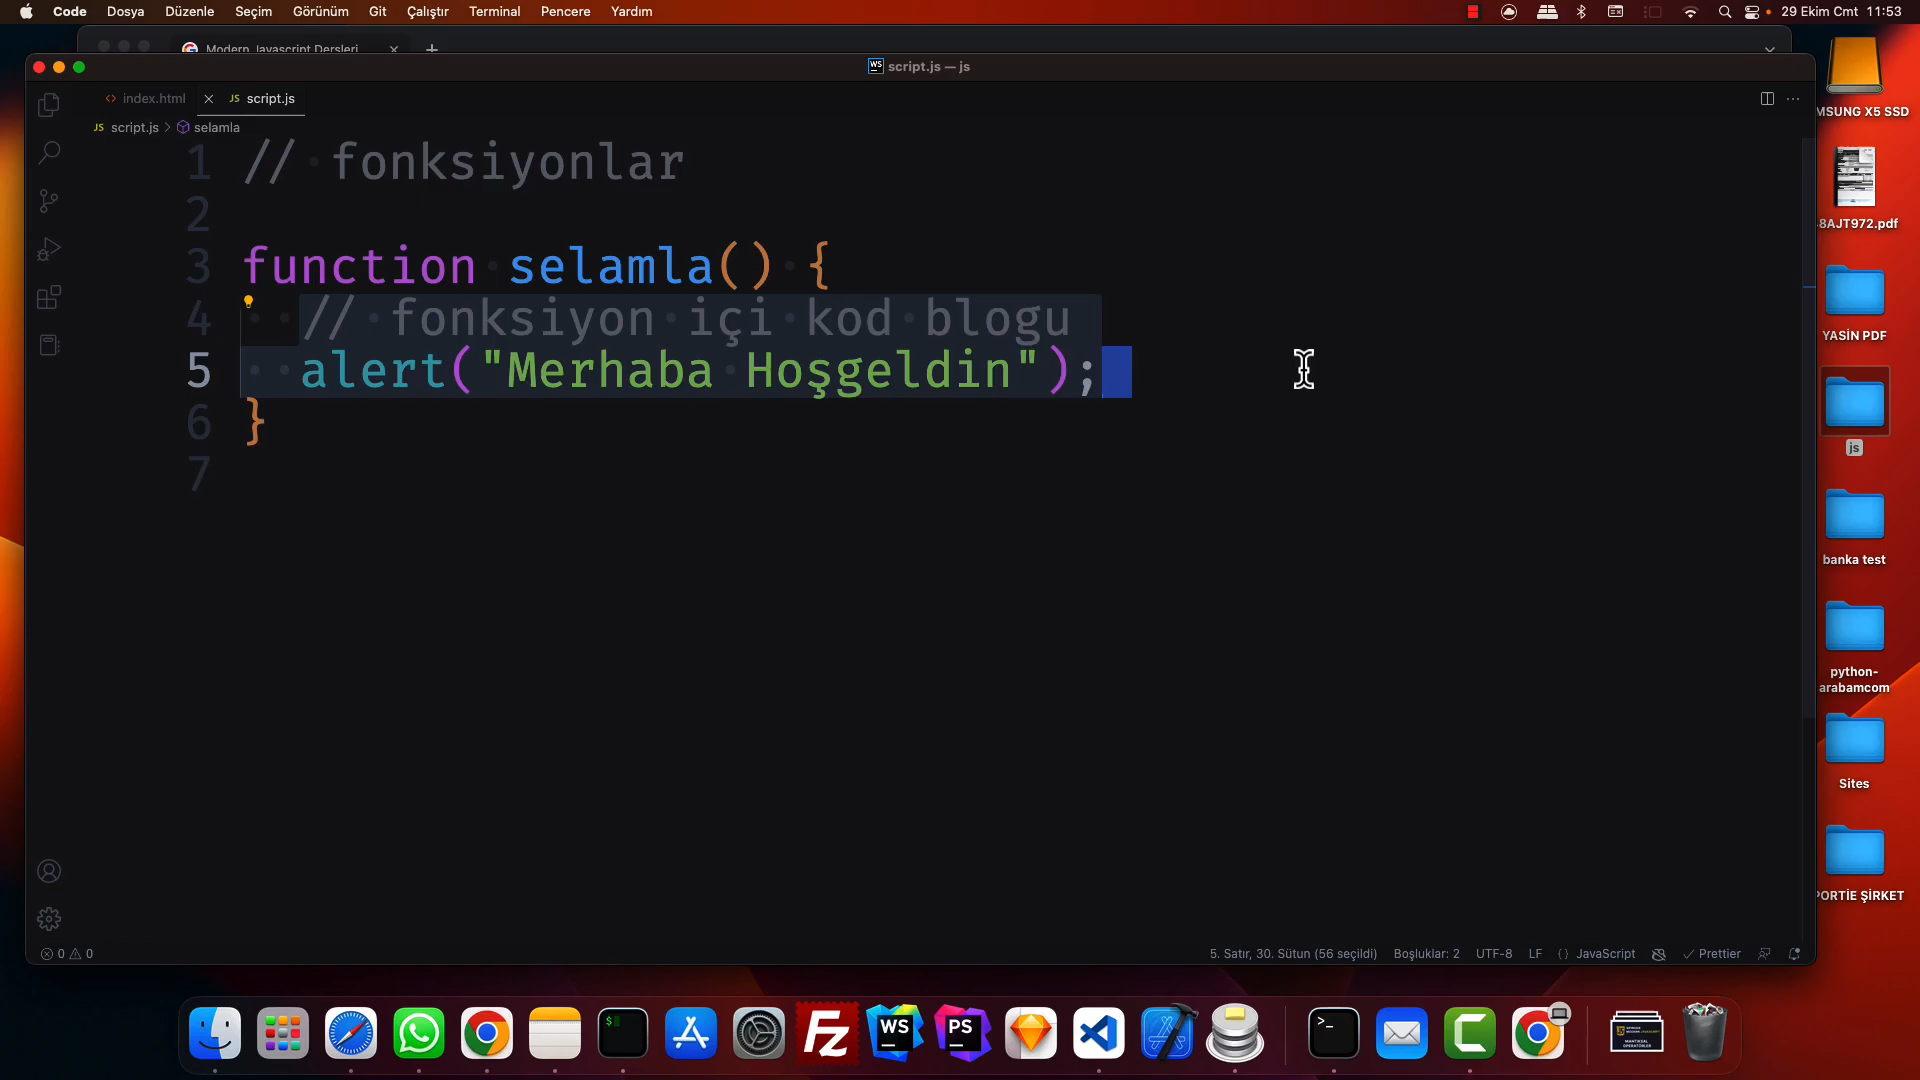 Code Dosya Düzenle Seçim Görünüm Git Çalıştır Terminal Pencere Yardım 29 Ekim Cmt 11:53
Modern Javascript Dersleri
script.js — js
index.html script.js
script.js > selamla
1 // fonksiyonlar
2
3 function selamla() {
4 // fonksiyon içi kod blogu
5 alert("Merhaba Hoşgeldin");
6 }
7
MSUNG X5 SSD
8AJT972.pdf
YASİN PDF
js
banka test
python-
arabamcom
Sites
PORTİE ŞİRKET
0 0 5. Satır, 30. Sütun (56 seçildi) Boşluklar: 2 UTF-8 LF {} JavaScript Prettier